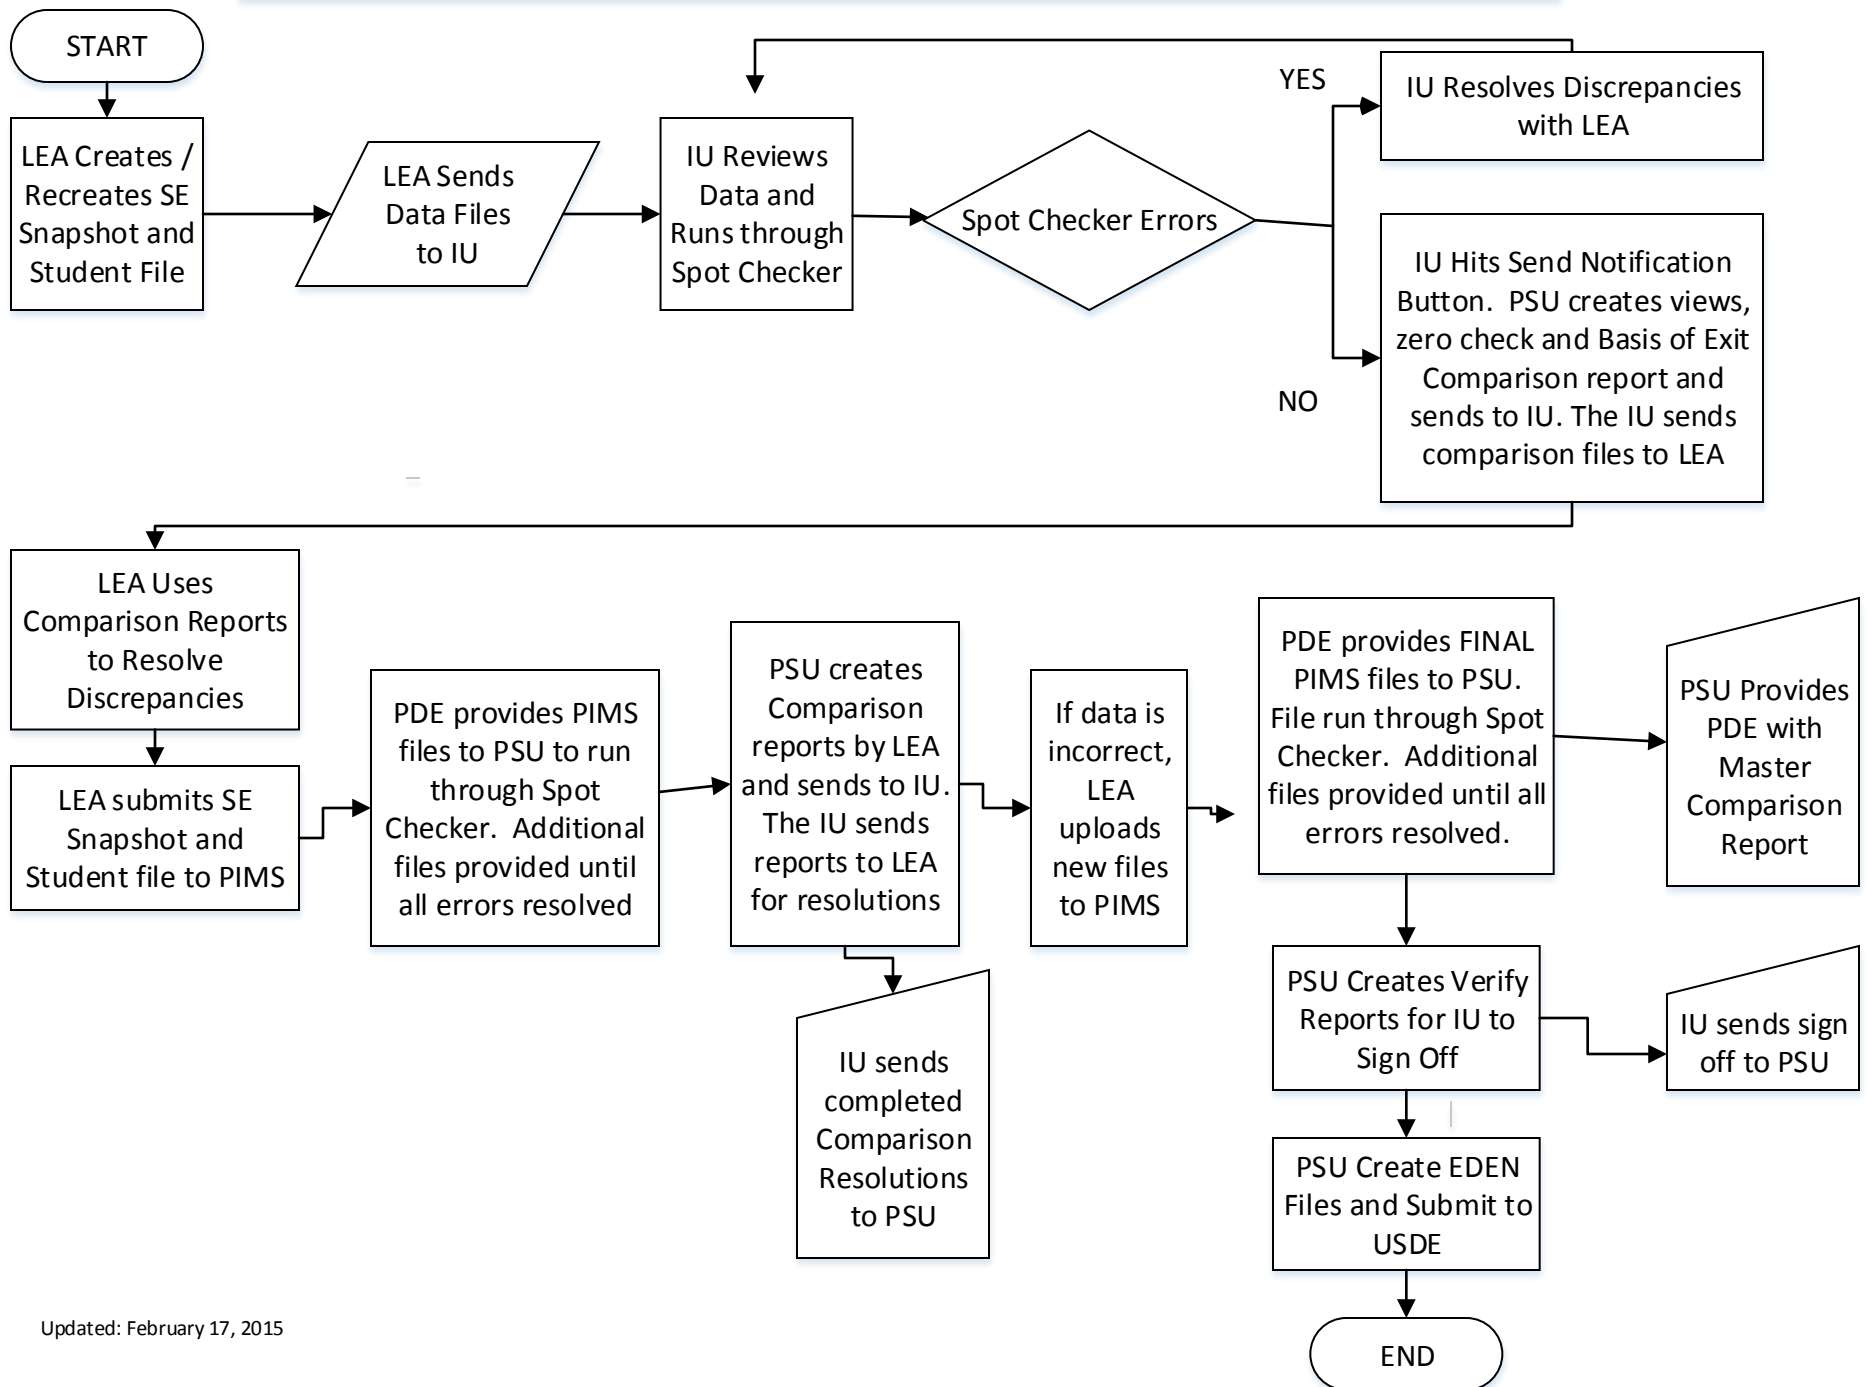 START
LEA Creates /
Recreates SE
Snapshot and
Student File
LEA Sends
Data Files
to IU
IU Reviews
Data and
Runs through
Spot Checker
Spot Checker Errors
YES
IU Resolves Discrepancies
with LEA
NO
IU Hits Send Notification
Button.  PSU creates views,
zero check and Basis of Exit
Comparison report and
sends to IU. The IU sends
comparison files to LEA
LEA Uses
Comparison Reports
to Resolve
Discrepancies
LEA submits SE
Snapshot and
Student file to PIMS
PDE provides PIMS
files to PSU to run
through Spot
Checker.  Additional
files provided until
all errors resolved
PSU creates
Comparison
reports by LEA
and sends to IU.
The IU sends
reports to LEA
for resolutions
IU sends
completed
Comparison
Resolutions
to PSU
If data is
incorrect,
LEA
uploads
new files
to PIMS
PDE provides FINAL
PIMS files to PSU.
File run through Spot
Checker.  Additional
files provided until all
errors resolved.
PSU Provides
PDE with
Master
Comparison
Report
PSU Creates Verify
Reports for IU to
Sign Off
IU sends sign
off to PSU
PSU Create EDEN
Files and Submit to
USDE
END
Updated: February 17, 2015